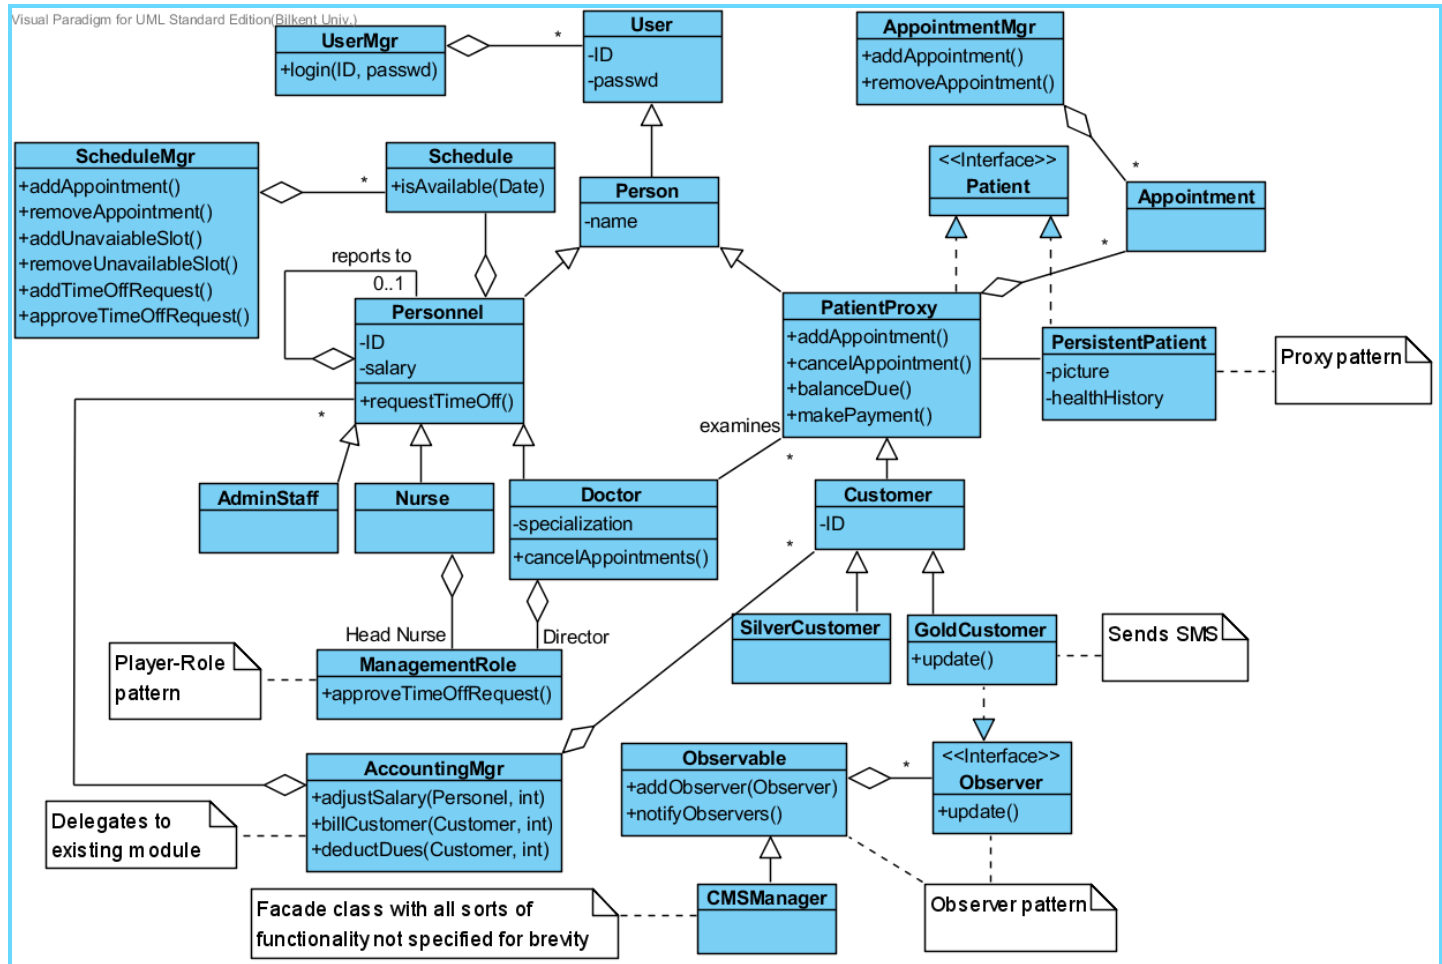 Visual Paradigm for UML Standard Edition(Bilkent Univ.)
UserMgr
+login(ID, passwd)
*
User
-ID
-passwd
AppointmentMgr
+addAppointment()
+removeAppointment()
ScheduleMgr
+addAppointment()
+removeAppointment()
+addUnavaiableSlot()
+removeUnavailableSlot()
+addTimeOffRequest()
+approveTimeOffRequest()
*
Schedule
+isAvailable(Date)
Person
-name
<<Interface>>
Patient
*
Appointment
*
reports to
0..1
Personnel
-ID
-salary
+requestTimeOff()
*
PatientProxy
+addAppointment()
+cancelAppointment()
+balanceDue()
+makePayment()
PersistentPatient
-picture
-healthHistory
Proxy pattern
examines
*
AdminStaff
Nurse
Doctor
-specialization
+cancelAppointments()
Customer
-ID
*
SilverCustomer
GoldCustomer
+update()
Sends SMS
Head Nurse
Director
Player-Role
pattern
ManagementRole
+approveTimeOffRequest()
AccountingMgr
+adjustSalary(Personel, int)
+billCustomer(Customer, int)
+deductDues(Customer, int)
Delegates to
existing module
Observable
+addObserver(Observer)
+notifyObservers()
*
<<Interface>>
Observer
+update()
CMSManager
Facade class with all sorts of
functionality not specified for brevity
Observer pattern